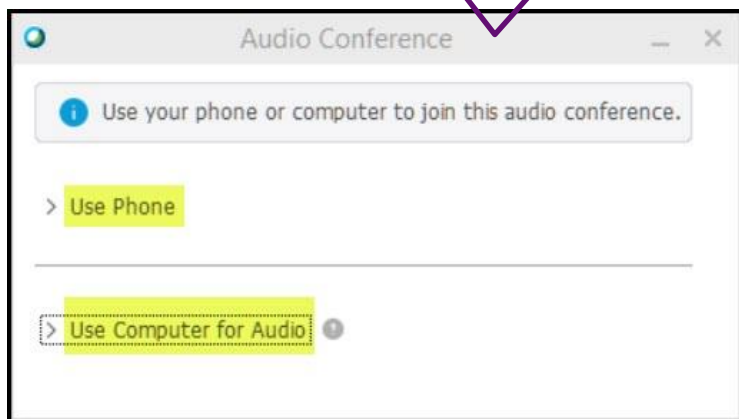 Audio Conference
Use your phone or computer to join this audio conference.
Use Phone
Use Computer for Audio